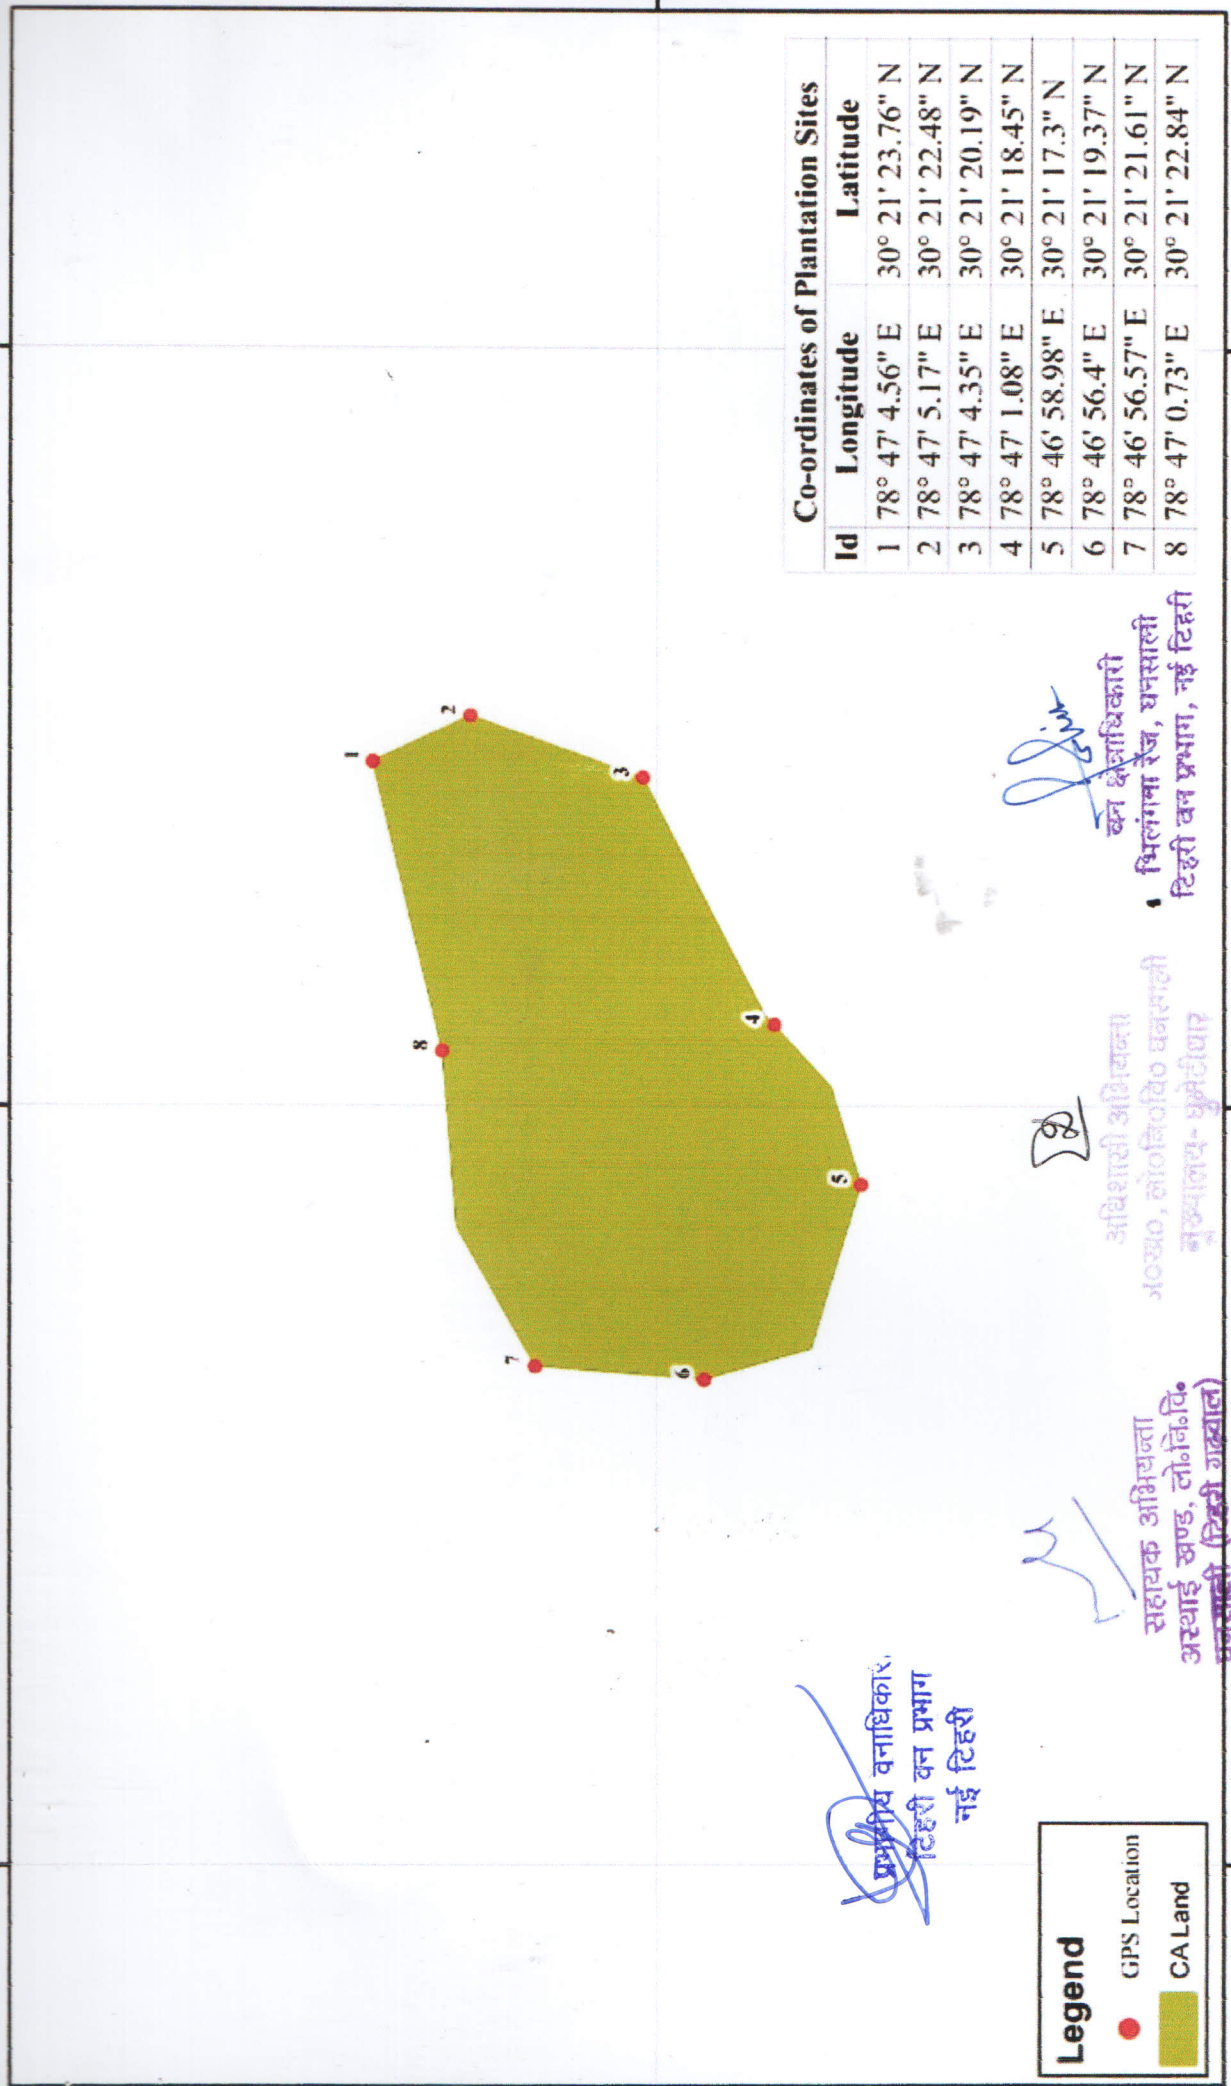 1
2
3
4
5
6
7
8
Co-ordinates of Plantation Sites
Id Longitude Latitude
1 78° 47' 4.56" E 30° 21' 23.76" N
2 78° 47' 5.17" E 30° 21' 22.48" N
3 78° 47' 4.35" E 30° 21' 20.19" N
4 78° 47' 1.08" E 30° 21' 18.45" N
5 78° 46' 58.98" E 30° 21' 17.3" N
6 78° 46' 56.4" E 30° 21' 19.37" N
7 78° 46' 56.57" E 30° 21' 21.61" N
8 78° 47' 0.73" E 30° 21' 22.84" N
प्रभागीय वनाधिकारी
टिहरी वन प्रभाग
नई टिहरी
सहायक अभियन्ता
अस्थाई खण्ड, लो.नि.वि.
घनसाली (टिहरी गढ़वाल)
अधिशासी अभियन्ता
अ०ख०, लो०नि०वि० घनसाली
वन क्षेत्राधिकारी
भिलंगना रेंज, घनसाली
टिहरी वन प्रभाग, नई टिहरी
Legend
GPS Location
CA Land